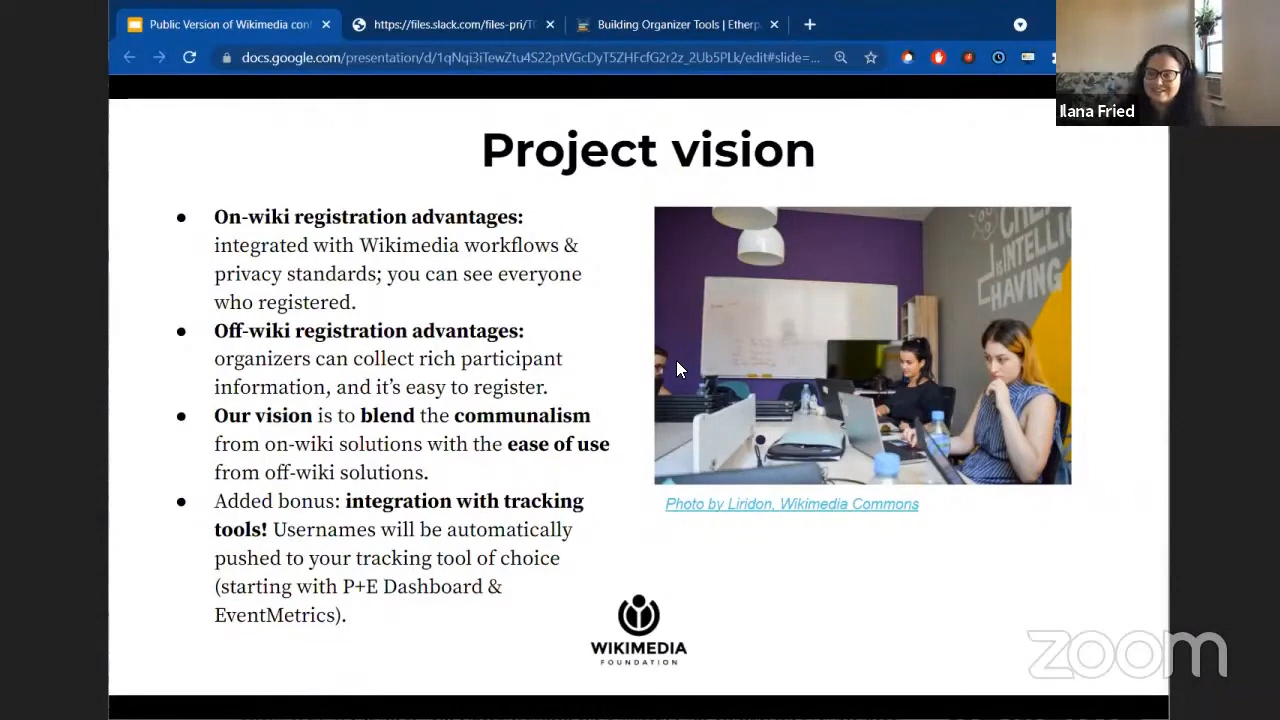 Public Version of Wikimedia con
https://files.slack.com/files-pri/T
Building Organizer Tools | Etherp
docs.google.com/presentation/d/1qNqi3iTewZtu4S22ptVGcDyT5ZHFcfG2r2z_2Ub5PLk/edit#slide=...
Ilana Fried
Project vision
● On-wiki registration advantages:
integrated with Wikimedia workflows &
privacy standards; you can see everyone
who registered.
● Off-wiki registration advantages:
organizers can collect rich participant
information, and it's easy to register.
● Our vision is to blend the communalism
from on-wiki solutions with the ease of use
from off-wiki solutions.
● Added bonus: integration with tracking
tools! Usernames will be automatically
pushed to your tracking tool of choice
(starting with P+E Dashboard &
EventMetrics).
INTELLIG
HAVING
Photo by Liridon, Wikimedia Commons
WIKIMEDIA
FOUNDATION
zoom